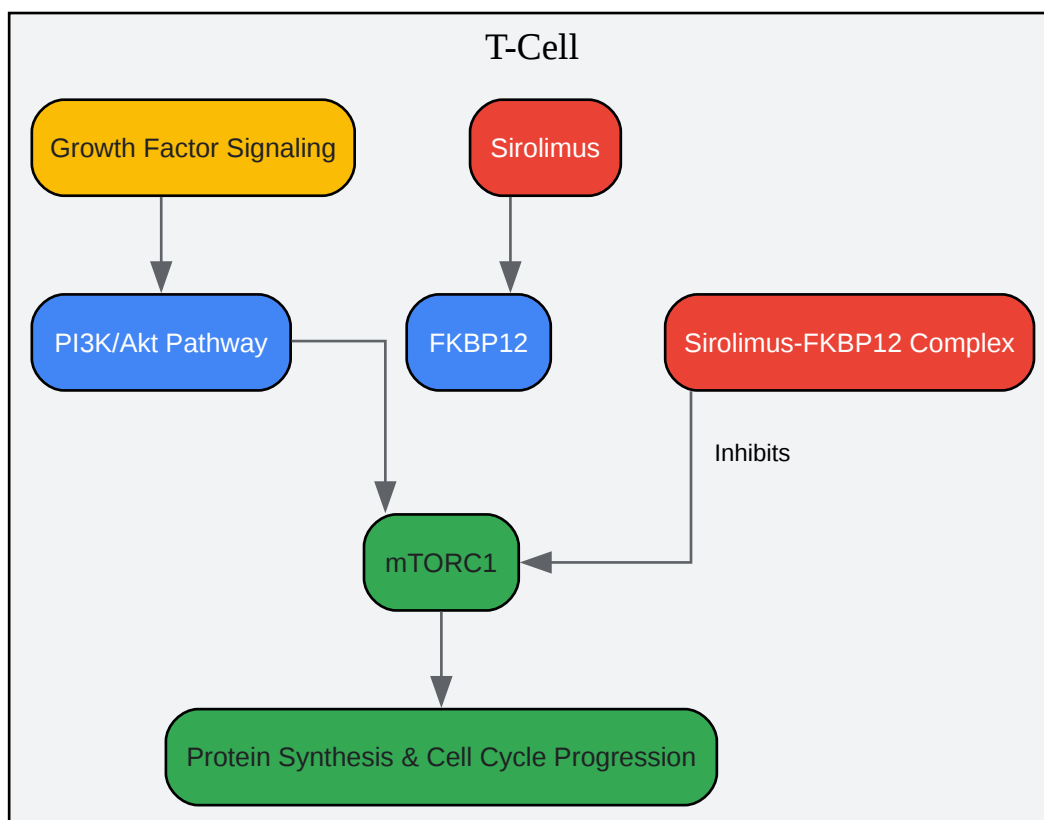 T-Cell
Growth Factor Signaling
Sirolimus
PI3K/Akt Pathway
FKBP12
Sirolimus-FKBP12 Complex
Inhibits
mTORC1
Protein Synthesis & Cell Cycle Progression